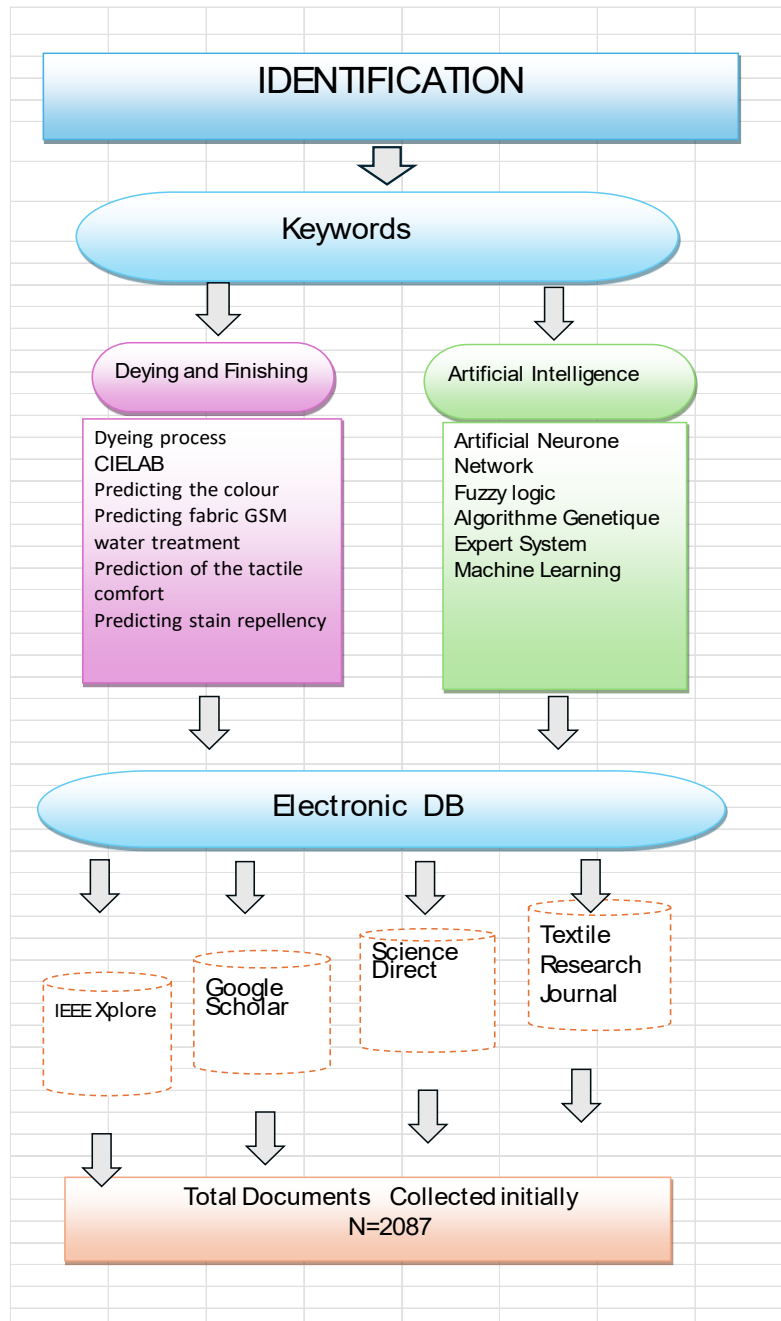 IDENTIFICATION
Keywords
Deying and Finishing
Artificial Intelligence
Dyeing process
CIELAB
Predicting the colour
Predicting fabric GSM
water treatment
Prediction of the tactile
comfort
Predicting stain repellency
Artificial Neurone
Network
Fuzzy logic
Algorithme Genetique
Expert System
Machine Learning
Electronic DB
IEEE Xplore
Google
Scholar
Science
Direct
Textile
Research
Journal
Total Documents Collected initially
N=2087